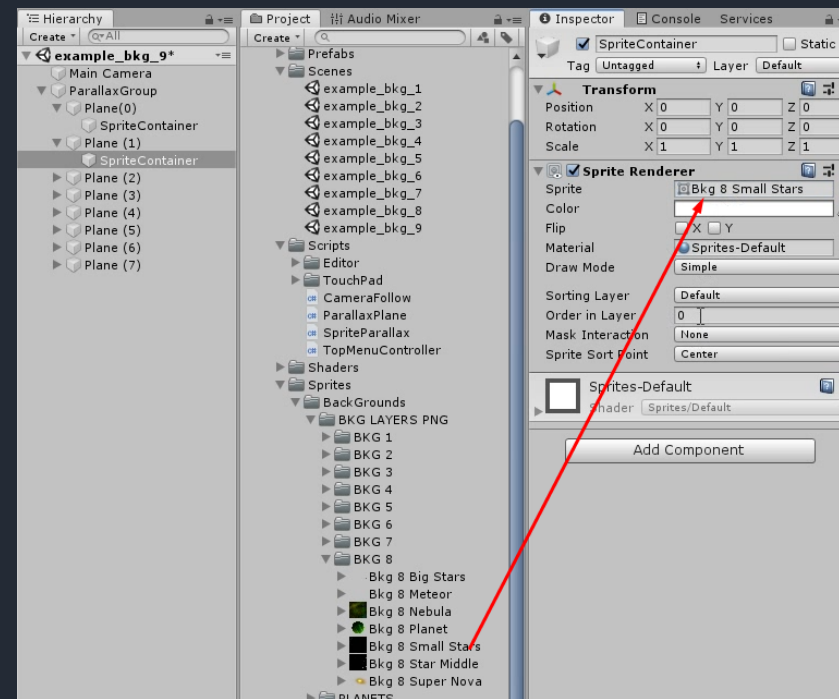 Hierarchy
Create
All
example_bkg_9*
Main Camera
ParallaxGroup
Plane(0)
SpriteContainer
Plane (1)
SpriteContainer
Plane (2)
Plane (3)
Plane (4)
Plane (5)
Plane (6)
Plane (7)
Project
Audio Mixer
Create
Prefabs
Scenes
example_bkg_1
example_bkg_2
example_bkg_3
example_bkg_4
example_bkg_5
example_bkg_6
example_bkg_7
example_bkg_8
example_bkg_9
Scripts
Editor
TouchPad
CameraFollow
ParallaxPlane
SpriteParallax
TopMenuController
Shaders
Sprites
BackGrounds
BKG LAYERS PNG
BKG 1
BKG 2
BKG 3
BKG 4
BKG 5
BKG 6
BKG 7
BKG 8
Bkg 8 Big Stars
Bkg 8 Meteor
Bkg 8 Nebula
Bkg 8 Planet
Bkg 8 Small Stars
Bkg 8 Star Middle
Bkg 8 Super Nova
PLANETS
Inspector
Console
Services
SpriteContainer
Static
Tag Untagged Layer Default
Transform
Position X 0 Y 0 Z 0
Rotation X 0 Y 0 Z 0
Scale X 1 Y 1 Z 1
Sprite Renderer
Sprite Bkg 8 Small Stars
Color
Flip X Y
Material Sprites-Default
Draw Mode Simple
Sorting Layer Default
Order in Layer 0
Mask Interaction None
Sprite Sort Point Center
Sprites-Default
Shader Sprites/Default
Add Component